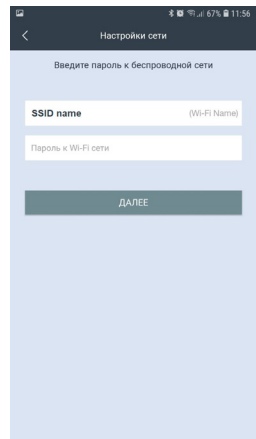 67% 11:56
Настройки сети
Введите пароль к беспроводной сети
SSID name (Wi-Fi Name)
Пароль к Wi-Fi сети
ДАЛЕЕ